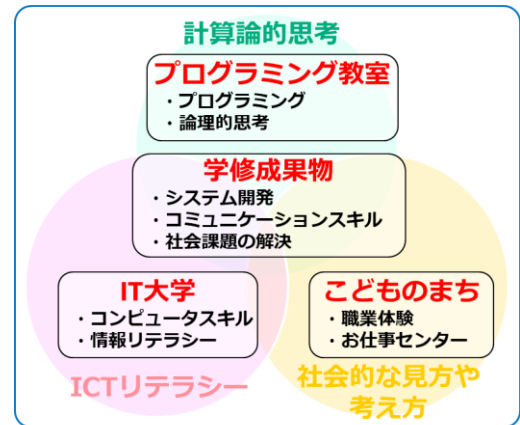 計算論的思考
プログラミング教室
・プログラミング
・論理的思考
学修成果物
・システム開発
・コミュニケーションスキル
・社会課題の解決
IT大学
・コンピュータスキル
・情報リテラシー
こどものまち
・職業体験
・お仕事センター
ICTリテラシー
社会的な見方や
考え方